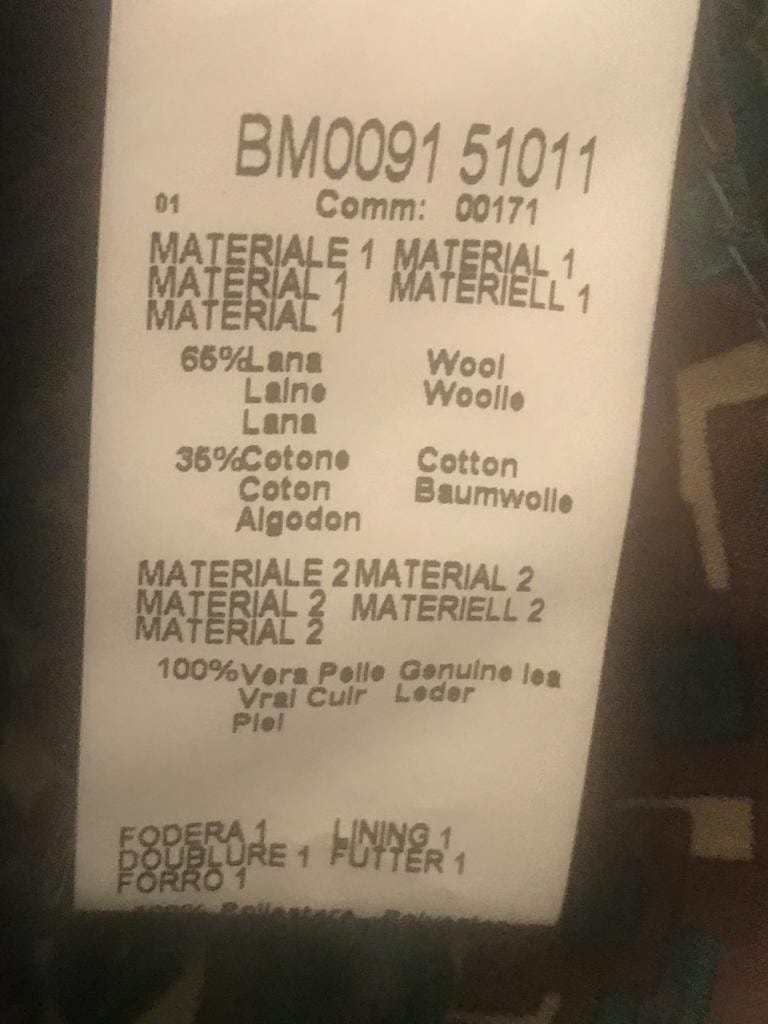 BM0091 51011
01 Comm: 00171
MATERIALE 1 MATERIAL 1
MATERIAL 1 MATERIELL 1
MATERIAL 1
65%Lana Wool
Laine Woolle
Lana
35%Cotone Cotton
Coton Baumwolle
Algodon
MATERIALE 2 MATERIAL 2
MATERIAL 2 MATERIELL 2
MATERIAL 2
100%Vera Pelle Genuine lea
Vrai Cuir Leder
Piel
FODERA 1 LINING 1
DOUBLURE 1 FUTTER 1
FORRO 1